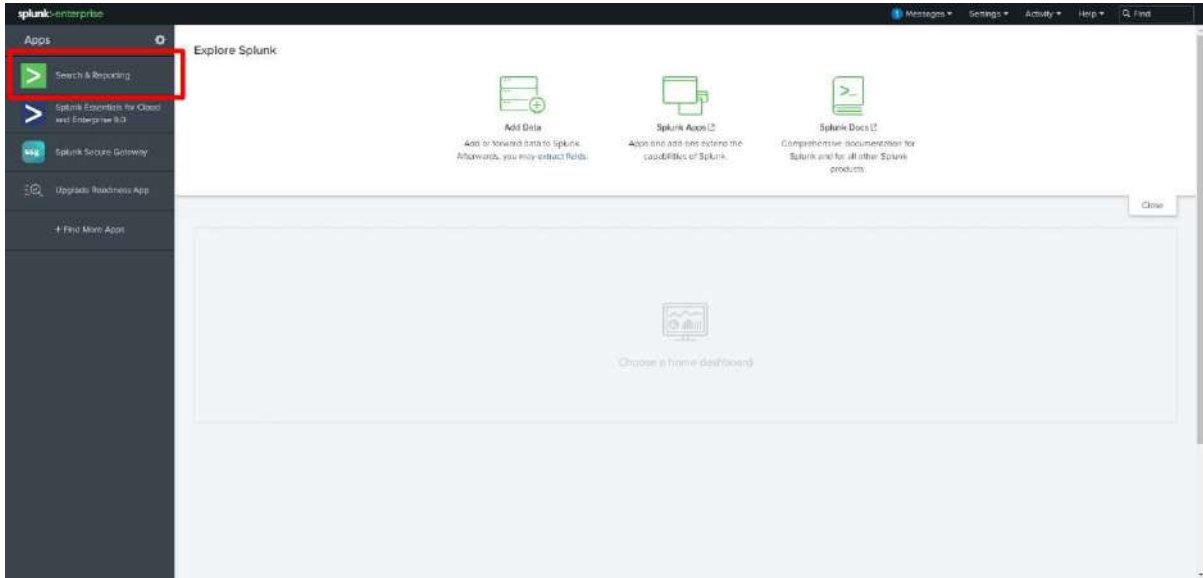 splunk>enterprise
1 Messages Settings Activity Help Find
Apps
Search & Reporting
Splunk Essentials for Cloud
and Enterprise 9.0
ssg
Splunk Secure Gateway
Upgrade Readiness App
+ Find More Apps
Explore Splunk
Add Data
Add or forward data to Splunk.
Afterwards, you may extract fields.
Splunk Apps
Apps and add-ons extend the
capabilities of Splunk.
Splunk Docs
Comprehensive documentation for
Splunk and for all other Splunk
products
Close
Choose a home dashboard